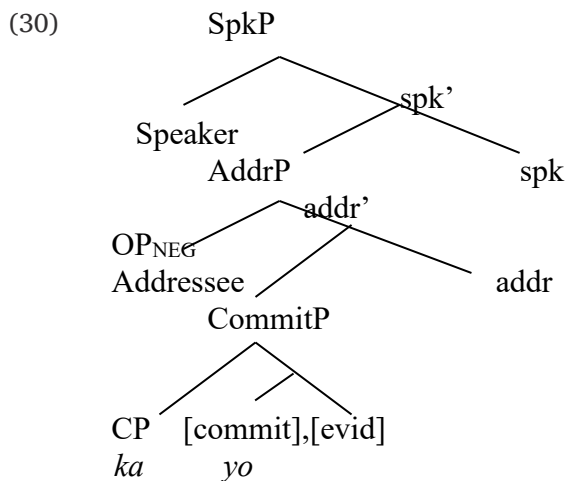 (30) SpkP
spk’
Speaker
AddrP spk
addr’
OPNEG
Addressee addr
CommitP
CP [commit],[evid]
ka yo